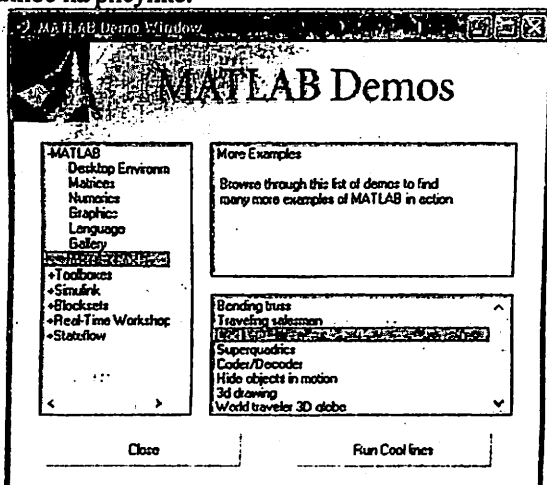 на рисунке.
MATLAB Demo Window
MATLAB Demos
-MATLAB
Desktop Environm
Matrices
Numerics
Graphics
Language
Gallery
+Toolboxes
+Simulink
+Blocksets
+Real-Time Workshop
+Stateflow
More Examples
Browse through this list of demos to find
many more examples of MATLAB in action
Bending truss
Traveling salesman
Superquadrics
Coder/Decoder
Hide objects in motion
3d drawing
World traveler 3D globe
Close
Run Cool lines